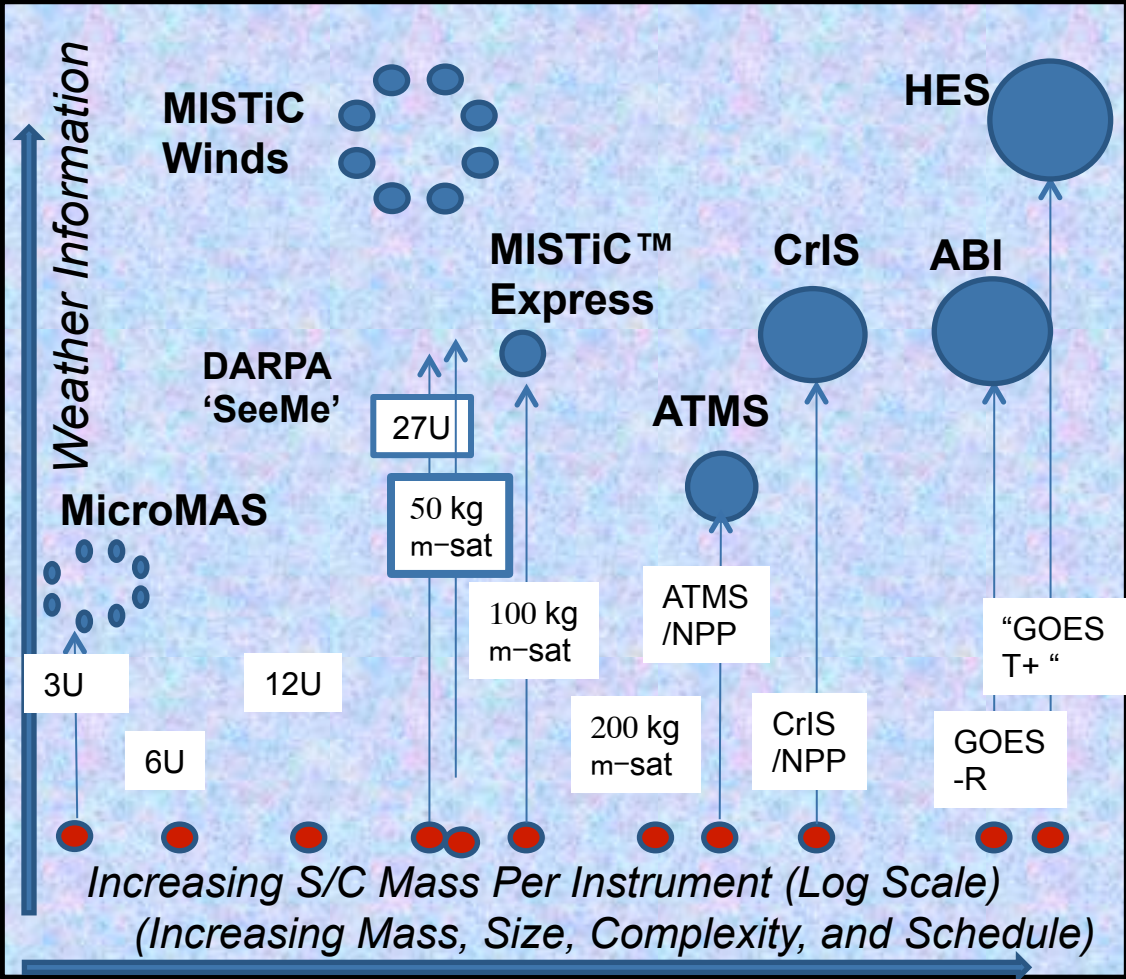 Weather Information
MISTiC
Winds
HES
MISTiC™
Express
CrIS
ABI
DARPA
‘SeeMe’
27U
ATMS
MicroMAS
50 kg
m−sat
100 kg
m−sat
ATMS
/NPP
“GOES
T+ “
3U
12U
6U
200 kg
m−sat
CrIS
/NPP
GOES
-R
Increasing S/C Mass Per Instrument (Log Scale)
(Increasing Mass, Size, Complexity, and Schedule)